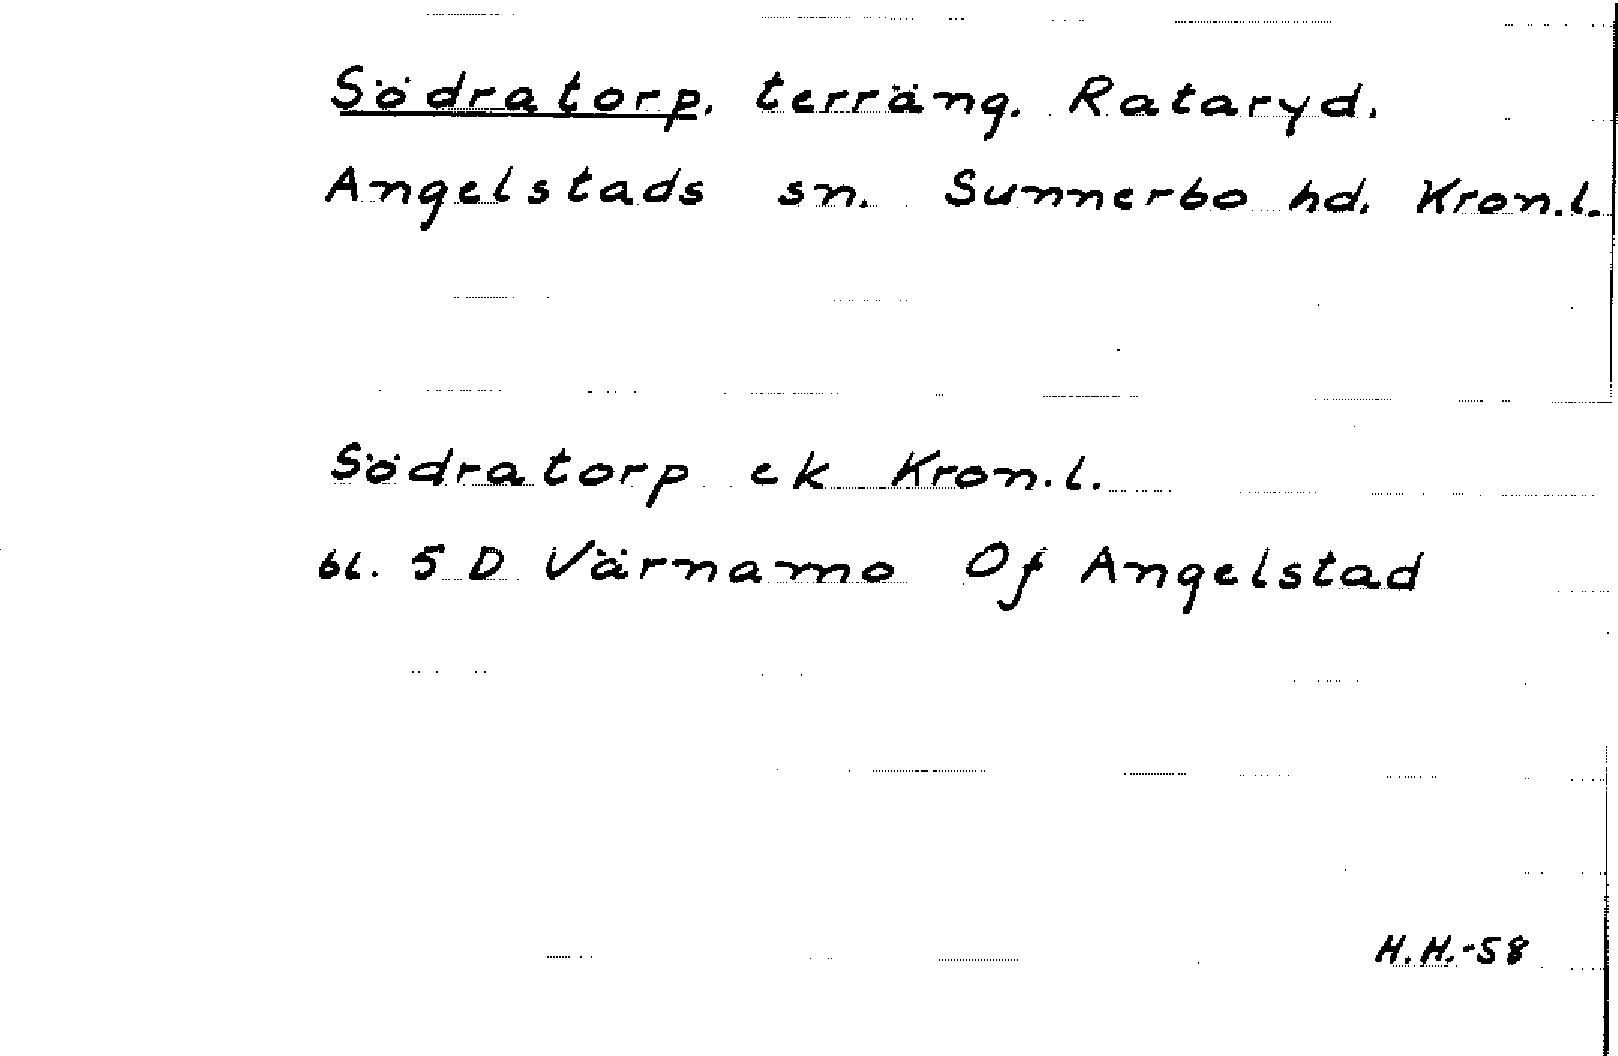 Södratorp, terräng. Rataryd.
Angelstads sn. Sunnerbo hd. Kron.l.
Södratorp ek Kron.l.
bl. 5 D Värnamo Of Angelstad
H.H.-58